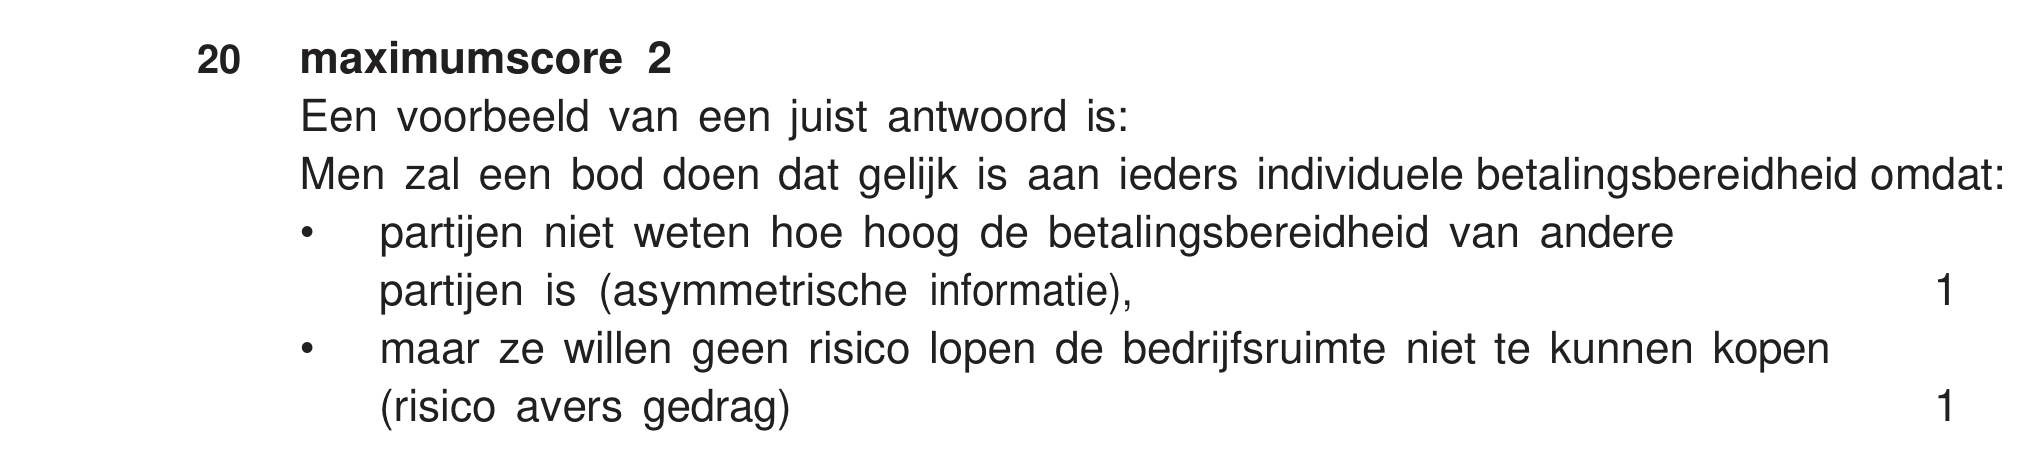 20 maximumscore 2
Een voorbeeld van een juist antwoord is:
Men zal een bod doen dat gelijk is aan ieders individuele betalingsbereidheid omdat:
• partijen niet weten hoe hoog de betalingsbereidheid van andere
partijen is (asymmetrische informatie), 1
• maar ze willen geen risico lopen de bedrijfsruimte niet te kunnen kopen
(risico avers gedrag) 1